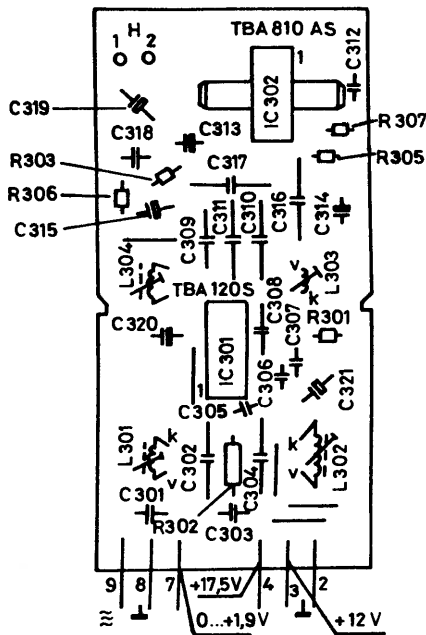 H
1 2
TBA 810 AS
C312
1
IC 302
C319
C318
C313
R307
R303
R305
C317
R306
C316
C314
C315
C309
C311
C310
L304
v
L303
k
TBA 120S
C308
C307
R301
C320
IC301
1
C306
C305
C321
L301
k
v
C302
C304
k
v
L302
C301
R302
C303
9 8 7 +17,5V 4 3 2
0...+1,9V
+12 V
≈